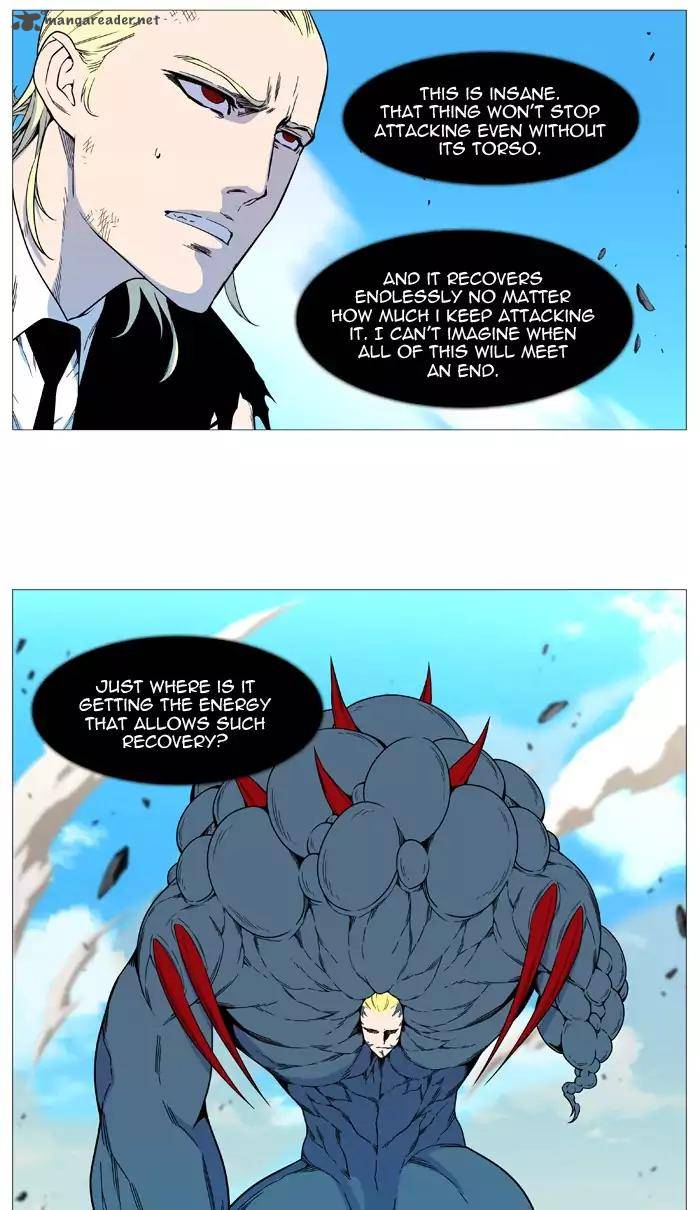 mangareader.net
THIS IS INSANE.
THAT THING WON'T STOP
ATTACKING EVEN WITHOUT
ITS TORSO.
AND IT RECOVERS
ENDLESSLY NO MATTER
HOW MUCH I KEEP ATTACKING
IT. I CAN'T IMAGINE WHEN
ALL OF THIS WILL MEET
AN END.
JUST WHERE IS IT
GETTING THE ENERGY
THAT ALLOWS SUCH
RECOVERY?